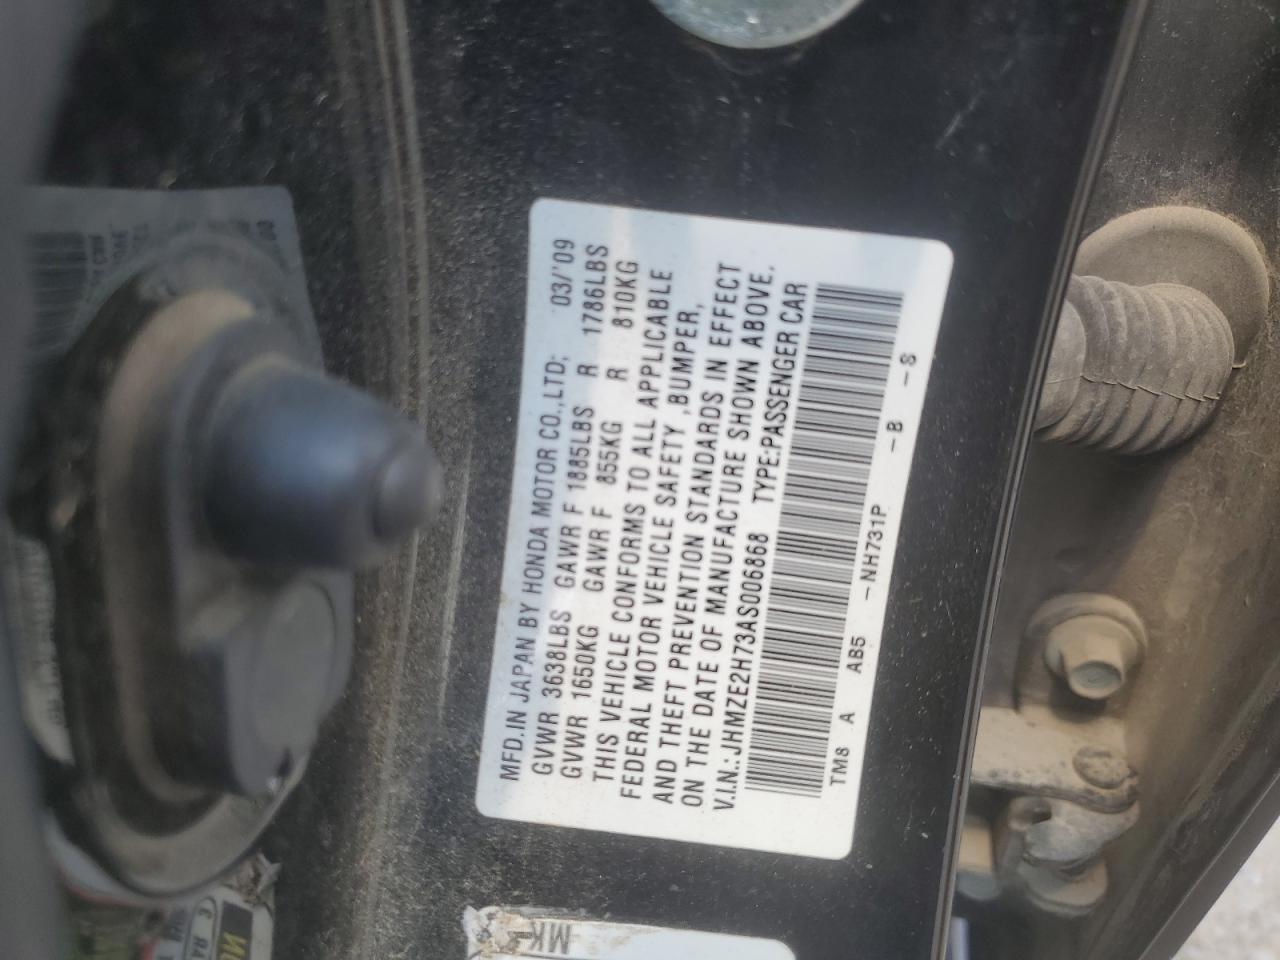 MFD.IN JAPAN BY HONDA MOTOR CO.,LTD; 03/'09
GVWR 3638LBS GAWR F 1885LBS R 1786LBS
GVWR 1650KG GAWR F 855KG R 810KG
THIS VEHICLE CONFORMS TO ALL APPLICABLE
FEDERAL MOTOR VEHICLE SAFETY ,BUMPER,
AND THEFT PREVENTION STANDARDS IN EFFECT
ON THE DATE OF MANUFACTURE SHOWN ABOVE.
V.I.N.: JHMZE2H73AS006868 TYPE:PASSENGER CAR
TM8 A AB5 -NH731P -B -S
MK